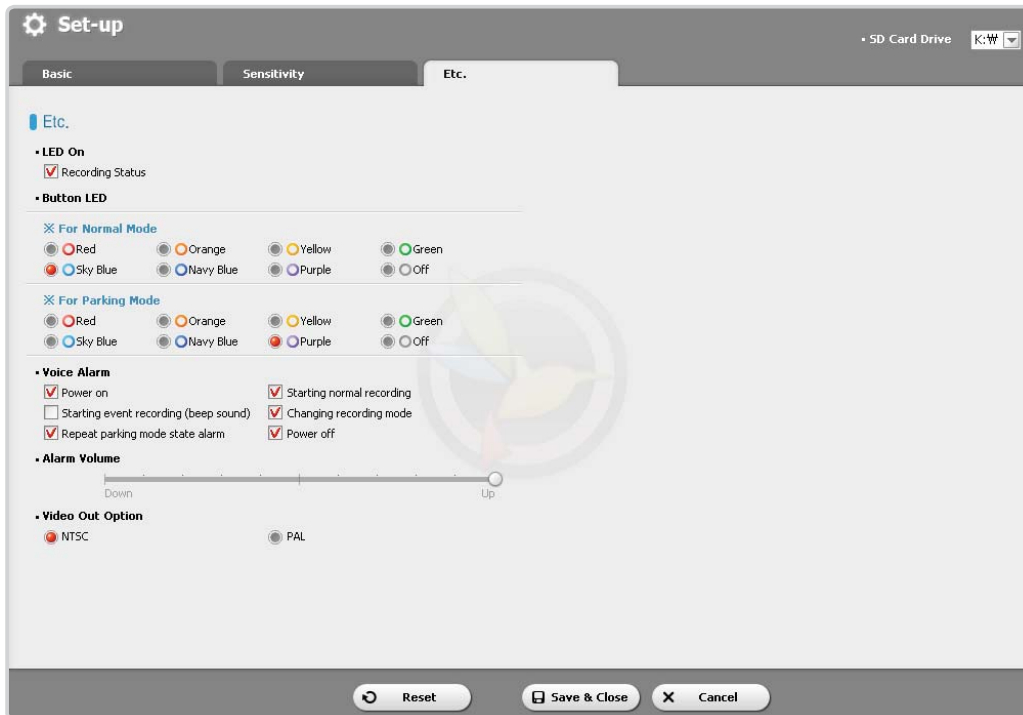 Set-up
▪ SD Card Drive K:₩
Basic Sensitivity Etc.
Etc.
▪ LED On
Recording Status
▪ Button LED
※ For Normal Mode
Red Orange Yellow Green
Sky Blue Navy Blue Purple Off
※ For Parking Mode
Red Orange Yellow Green
Sky Blue Navy Blue Purple Off
▪ Voice Alarm
Power on Starting normal recording
Starting event recording (beep sound) Changing recording mode
Repeat parking mode state alarm Power off
▪ Alarm Volume
Down Up
▪ Video Out Option
NTSC PAL
Reset Save & Close Cancel